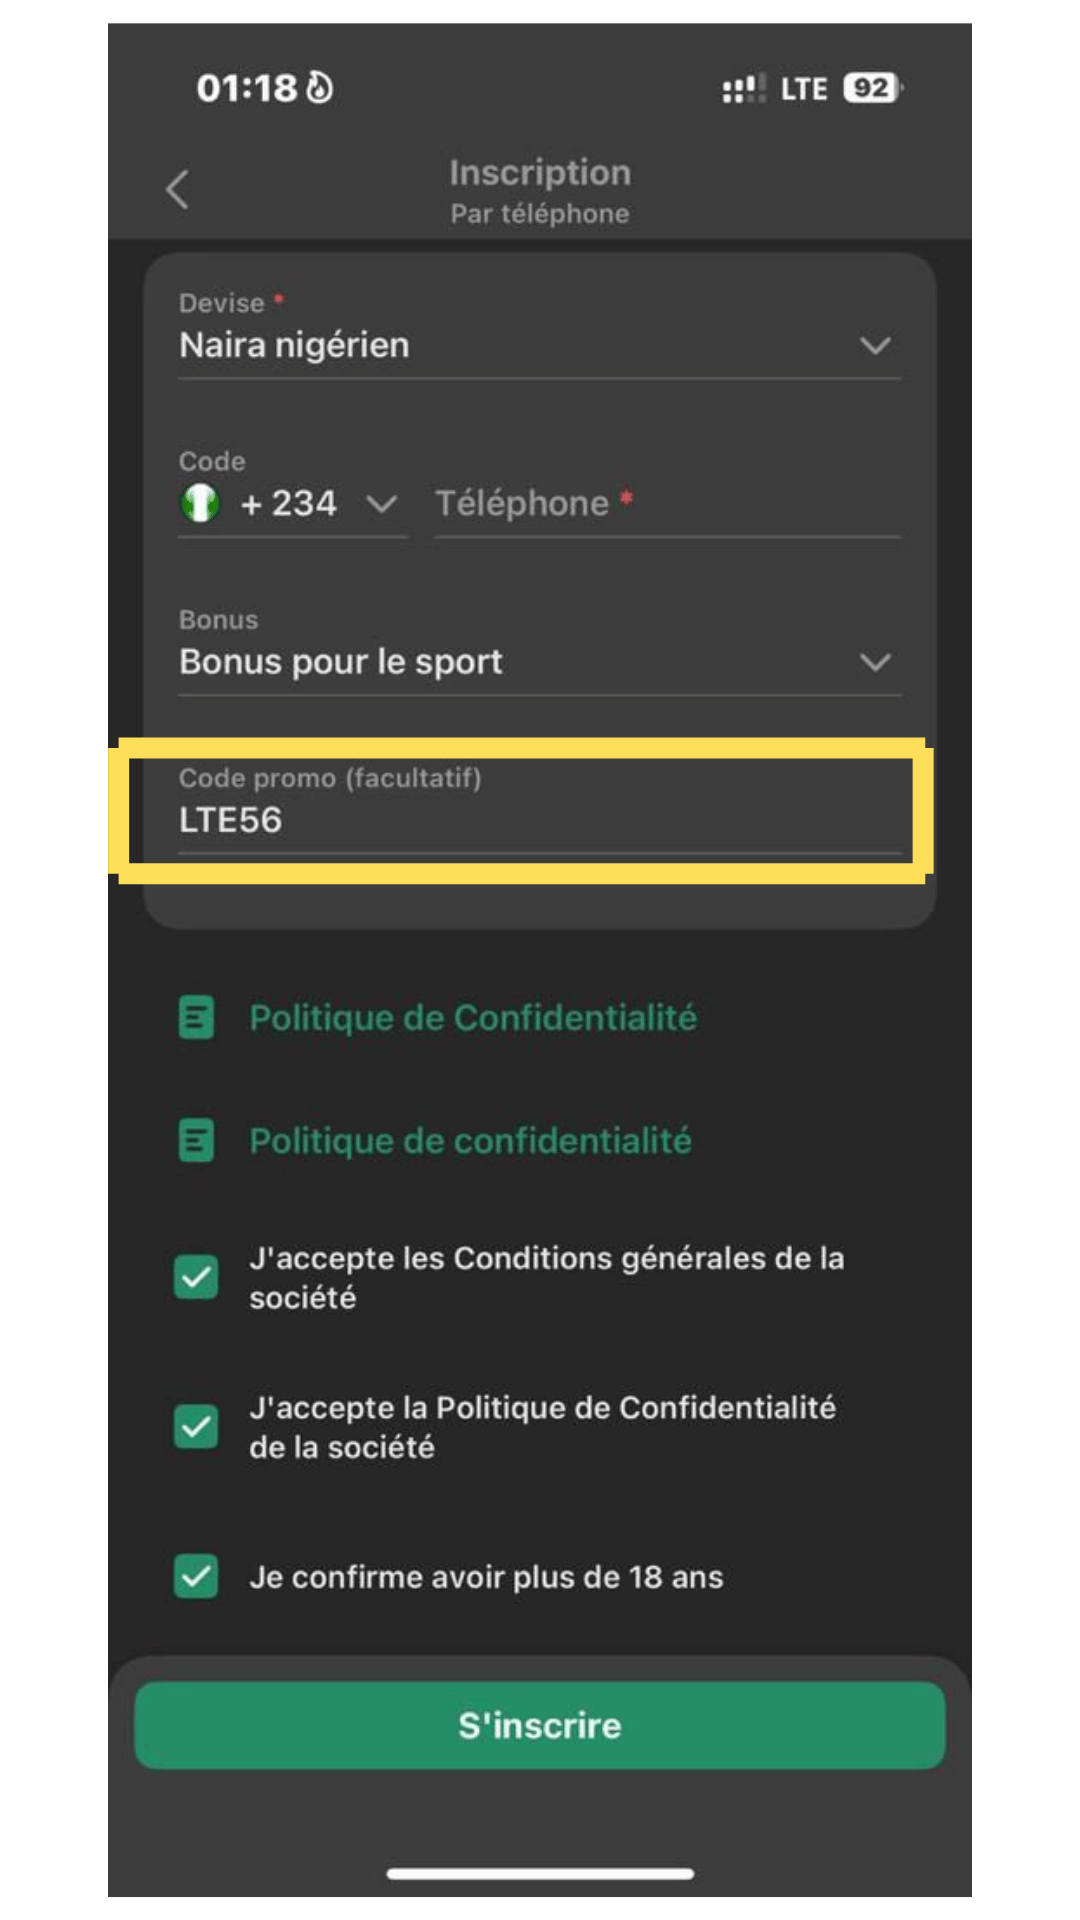 01:18 LTE 92
Inscription
Par téléphone
Devise *
Naira nigérien
Code
+ 234 Téléphone *
Bonus
Bonus pour le sport
Code promo (facultatif)
LTE56
Politique de Confidentialité
Politique de confidentialité
J'accepte les Conditions générales de la
société
J'accepte la Politique de Confidentialité
de la société
Je confirme avoir plus de 18 ans
S'inscrire